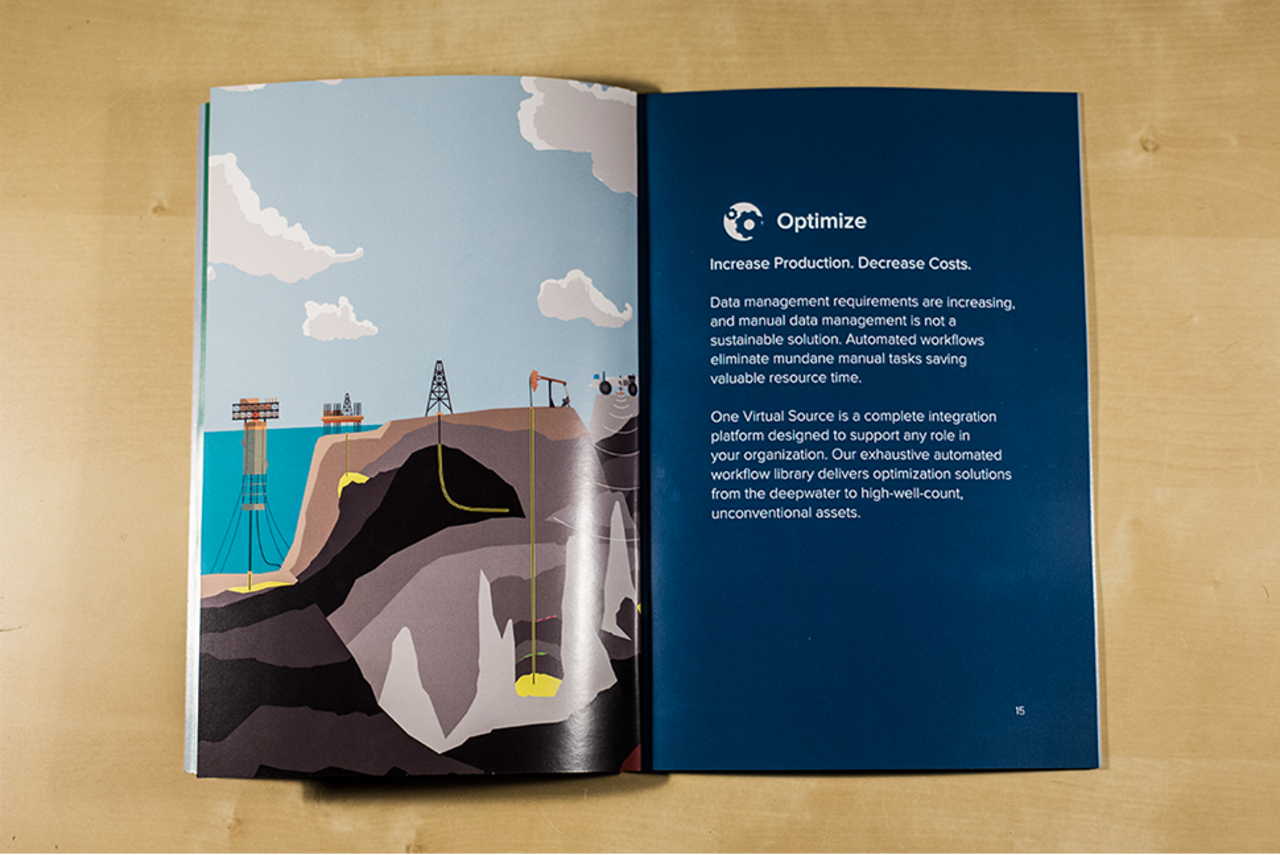 Optimize
Increase Production. Decrease Costs.
Data management requirements are increasing,
and manual data management is not a
sustainable solution. Automated workflows
eliminate mundane manual tasks saving
valuable resource time.
One Virtual Source is a complete integration
platform designed to support any role in
your organization. Our exhaustive automated
workflow library delivers optimization solutions
from the deepwater to high-well-count,
unconventional assets.
15